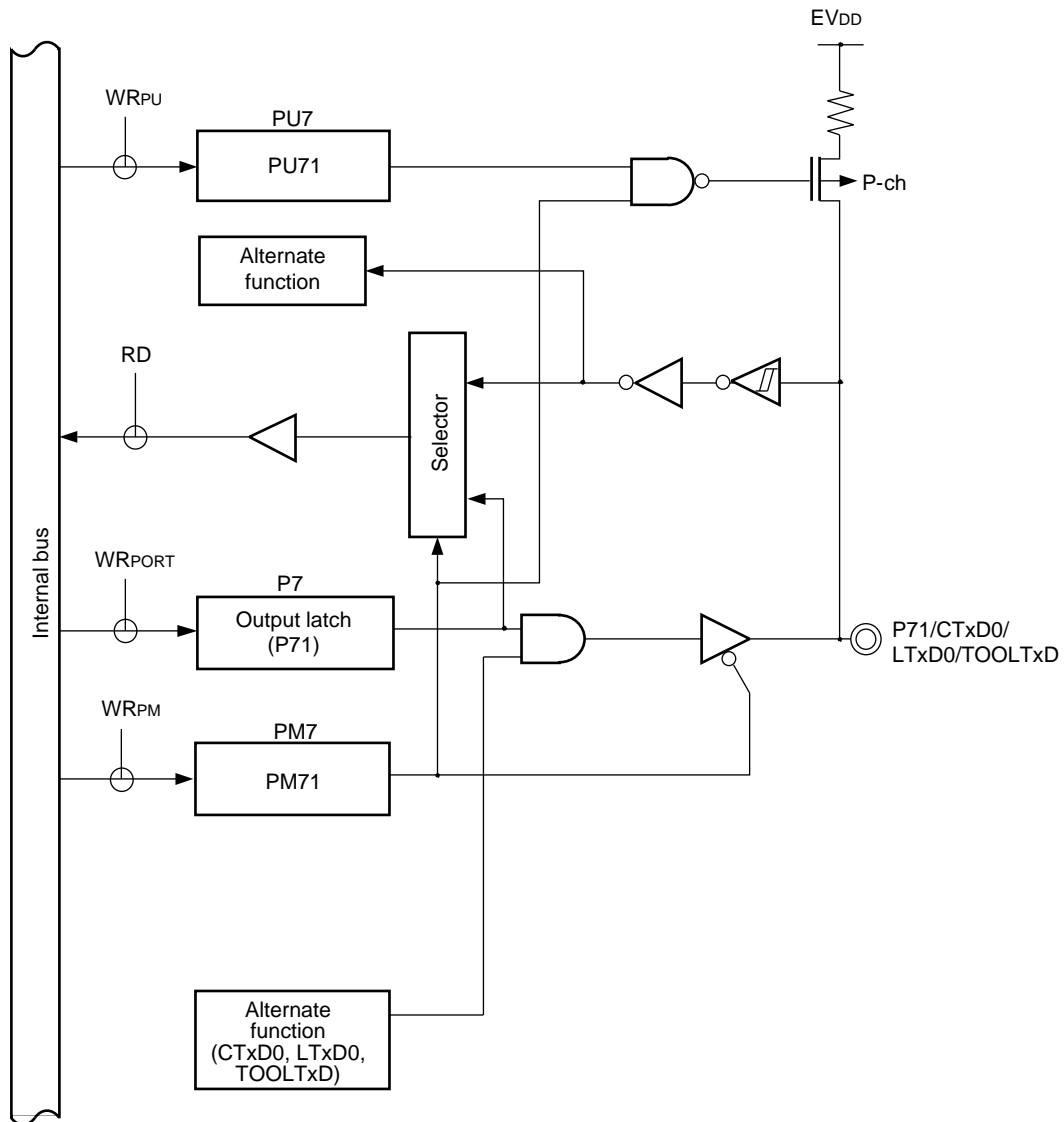 EVDD
WRPU
PU7
PU71
P-ch
Alternate
function
RD
Selector
Internal bus
WRPORT
P7
Output latch
(P71)
P71/CTxD0/
LTxD0/TOOLTxD
WRPM
PM7
PM71
Alternate
function
(CTxD0, LTxD0,
TOOLTxD)